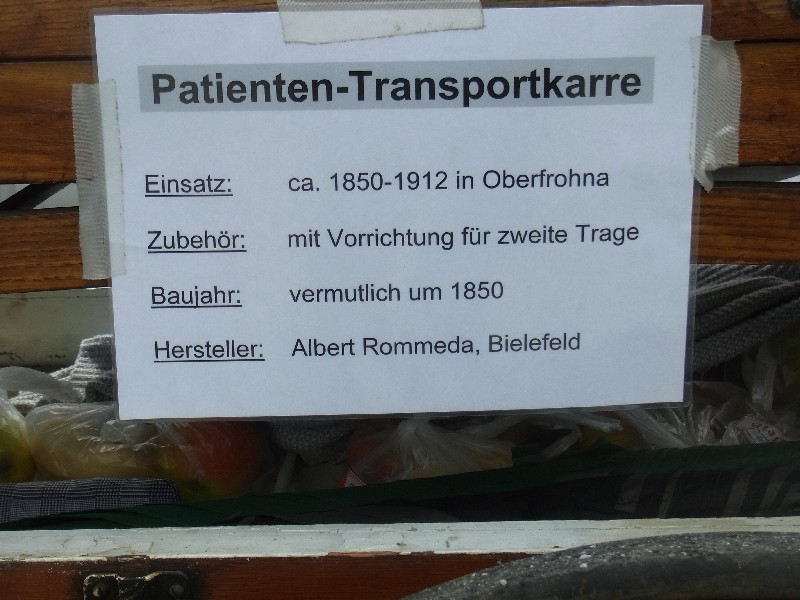 Patienten-Transportkarre
Einsatz: ca. 1850-1912 in Oberfrohna
Zubehör: mit Vorrichtung für zweite Trage
Baujahr: vermutlich um 1850
Hersteller: Albert Rommeda, Bielefeld